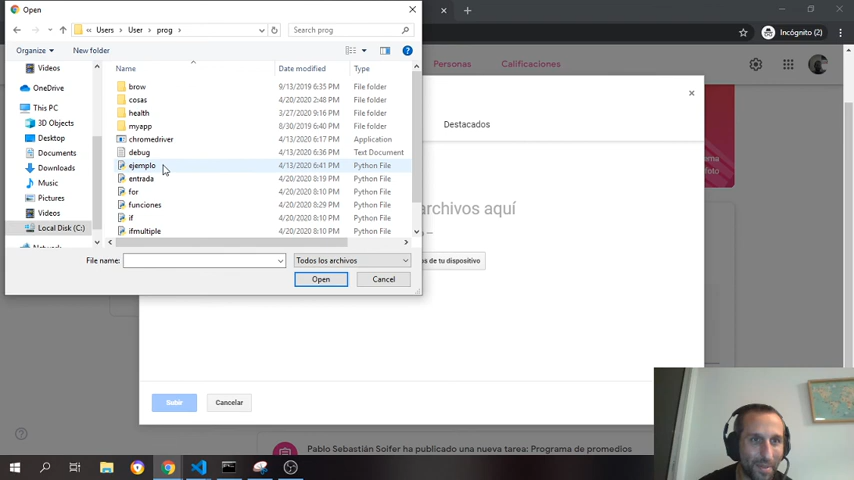 Open
Users › User › prog ›
Search prog
Incógnito (2)
Organize
New folder
Personas
Calificaciones
Videos
OneDrive
This PC
3D Objects
Desktop
Documents
Downloads
Music
Pictures
Videos
Local Disk (C:)
Name Date modified Type
brow 9/13/2019 6:35 PM File folder
cosas 4/20/2020 2:48 PM File folder
health 3/27/2020 9:16 PM File folder
myapp 8/30/2019 6:40 PM File folder
chromedriver 4/13/2020 6:17 PM Application
debug 4/13/2020 6:36 PM Text Document
ejemplo 4/13/2020 6:41 PM Python File
entrada 4/20/2020 8:19 PM Python File
for 4/20/2020 8:10 PM Python File
funciones 4/20/2020 8:29 PM Python File
if 4/20/2020 8:10 PM Python File
ifmultiple 4/20/2020 8:10 PM Python File
File name:
Todos los archivos
Open
Cancel
Destacados
archivos aquí
os de tu dispositivo
foto
Subir
Cancelar
Pablo Sebastián Soifer ha publicado una nueva tarea: Programa de promedios